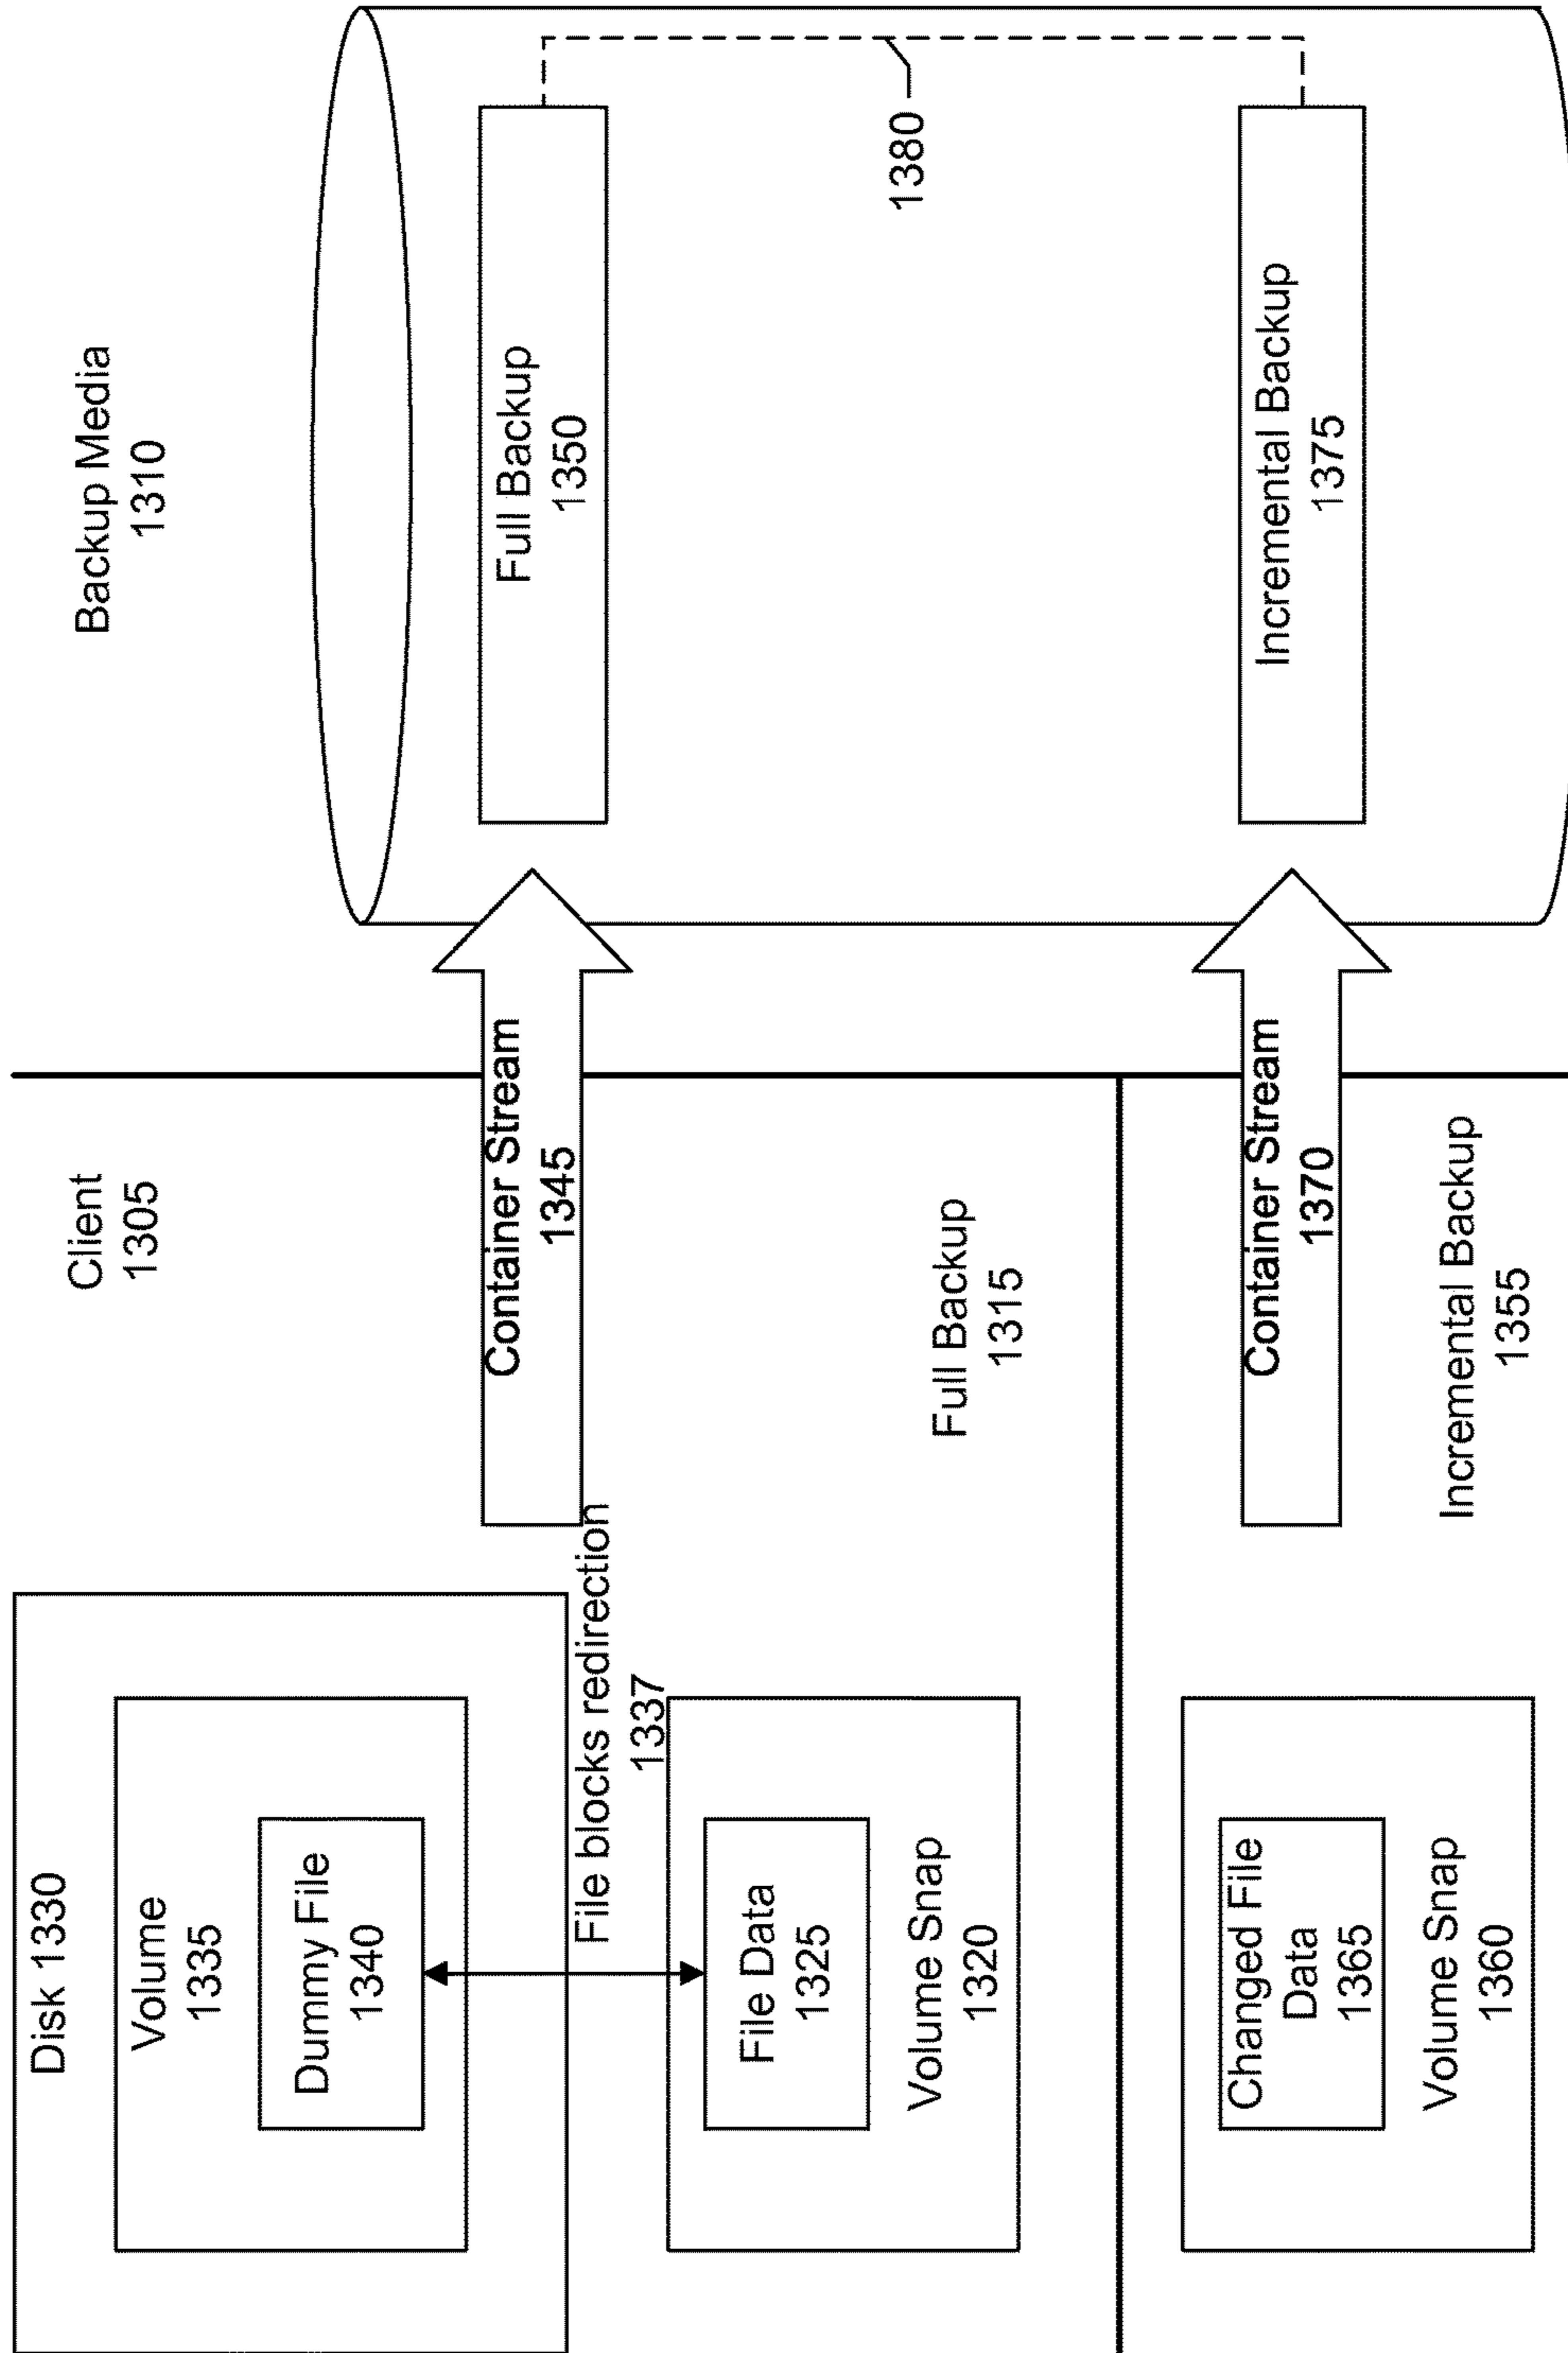 Client
1305
Backup Media
1310
Disk 1330
Volume
1335
Dummy File
1340
Container Stream
1345
Full Backup
1350
File blocks redirection
1337
File Data
1325
Volume Snap
1320
Full Backup
1315
1380
Changed File
Data
1365
Volume Snap
1360
Container Stream
1370
Incremental Backup
1355
Incremental Backup
1375